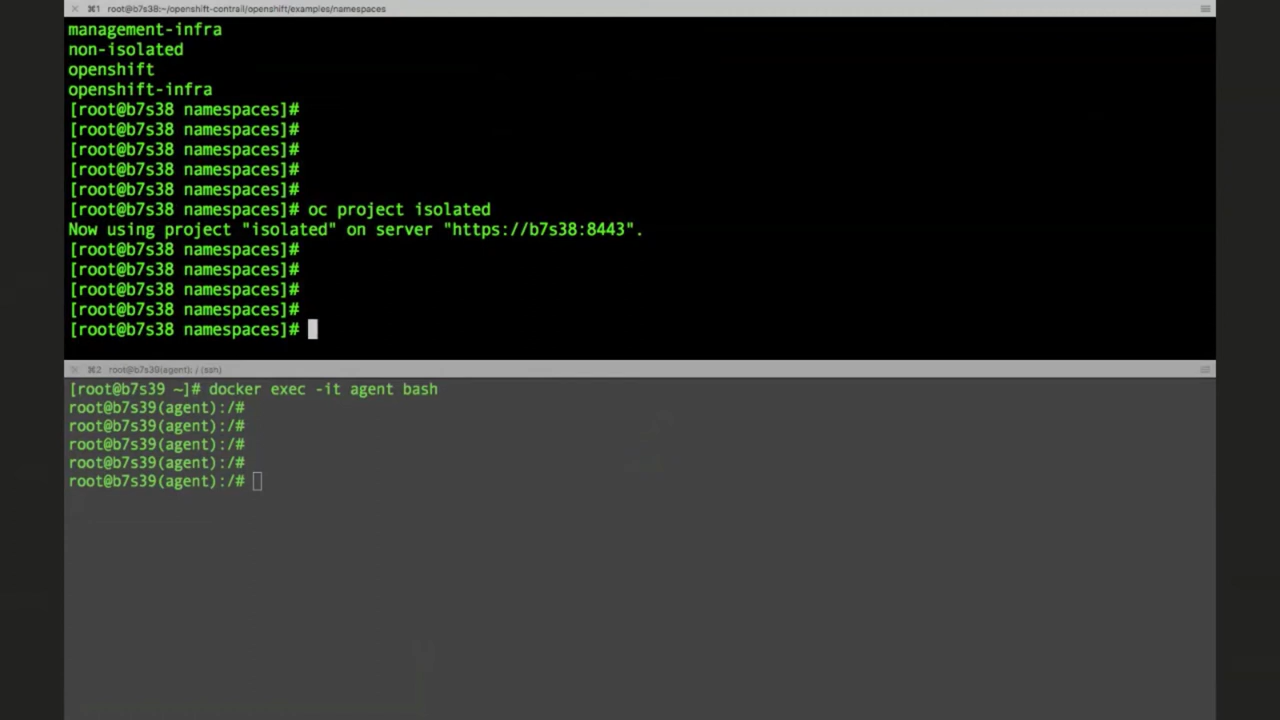 ⌘1 root@b7s38:~/openshift-contrail/openshift/examples/namespaces
management-infra
non-isolated
openshift
openshift-infra
[root@b7s38 namespaces]#
[root@b7s38 namespaces]#
[root@b7s38 namespaces]#
[root@b7s38 namespaces]#
[root@b7s38 namespaces]#
[root@b7s38 namespaces]# oc project isolated
Now using project "isolated" on server "https://b7s38:8443".
[root@b7s38 namespaces]#
[root@b7s38 namespaces]#
[root@b7s38 namespaces]#
[root@b7s38 namespaces]#
[root@b7s38 namespaces]#
⌘2 root@b7s39(agent): / (ssh)
[root@b7s39 ~]# docker exec -it agent bash
root@b7s39(agent):/#
root@b7s39(agent):/#
root@b7s39(agent):/#
root@b7s39(agent):/#
root@b7s39(agent):/#